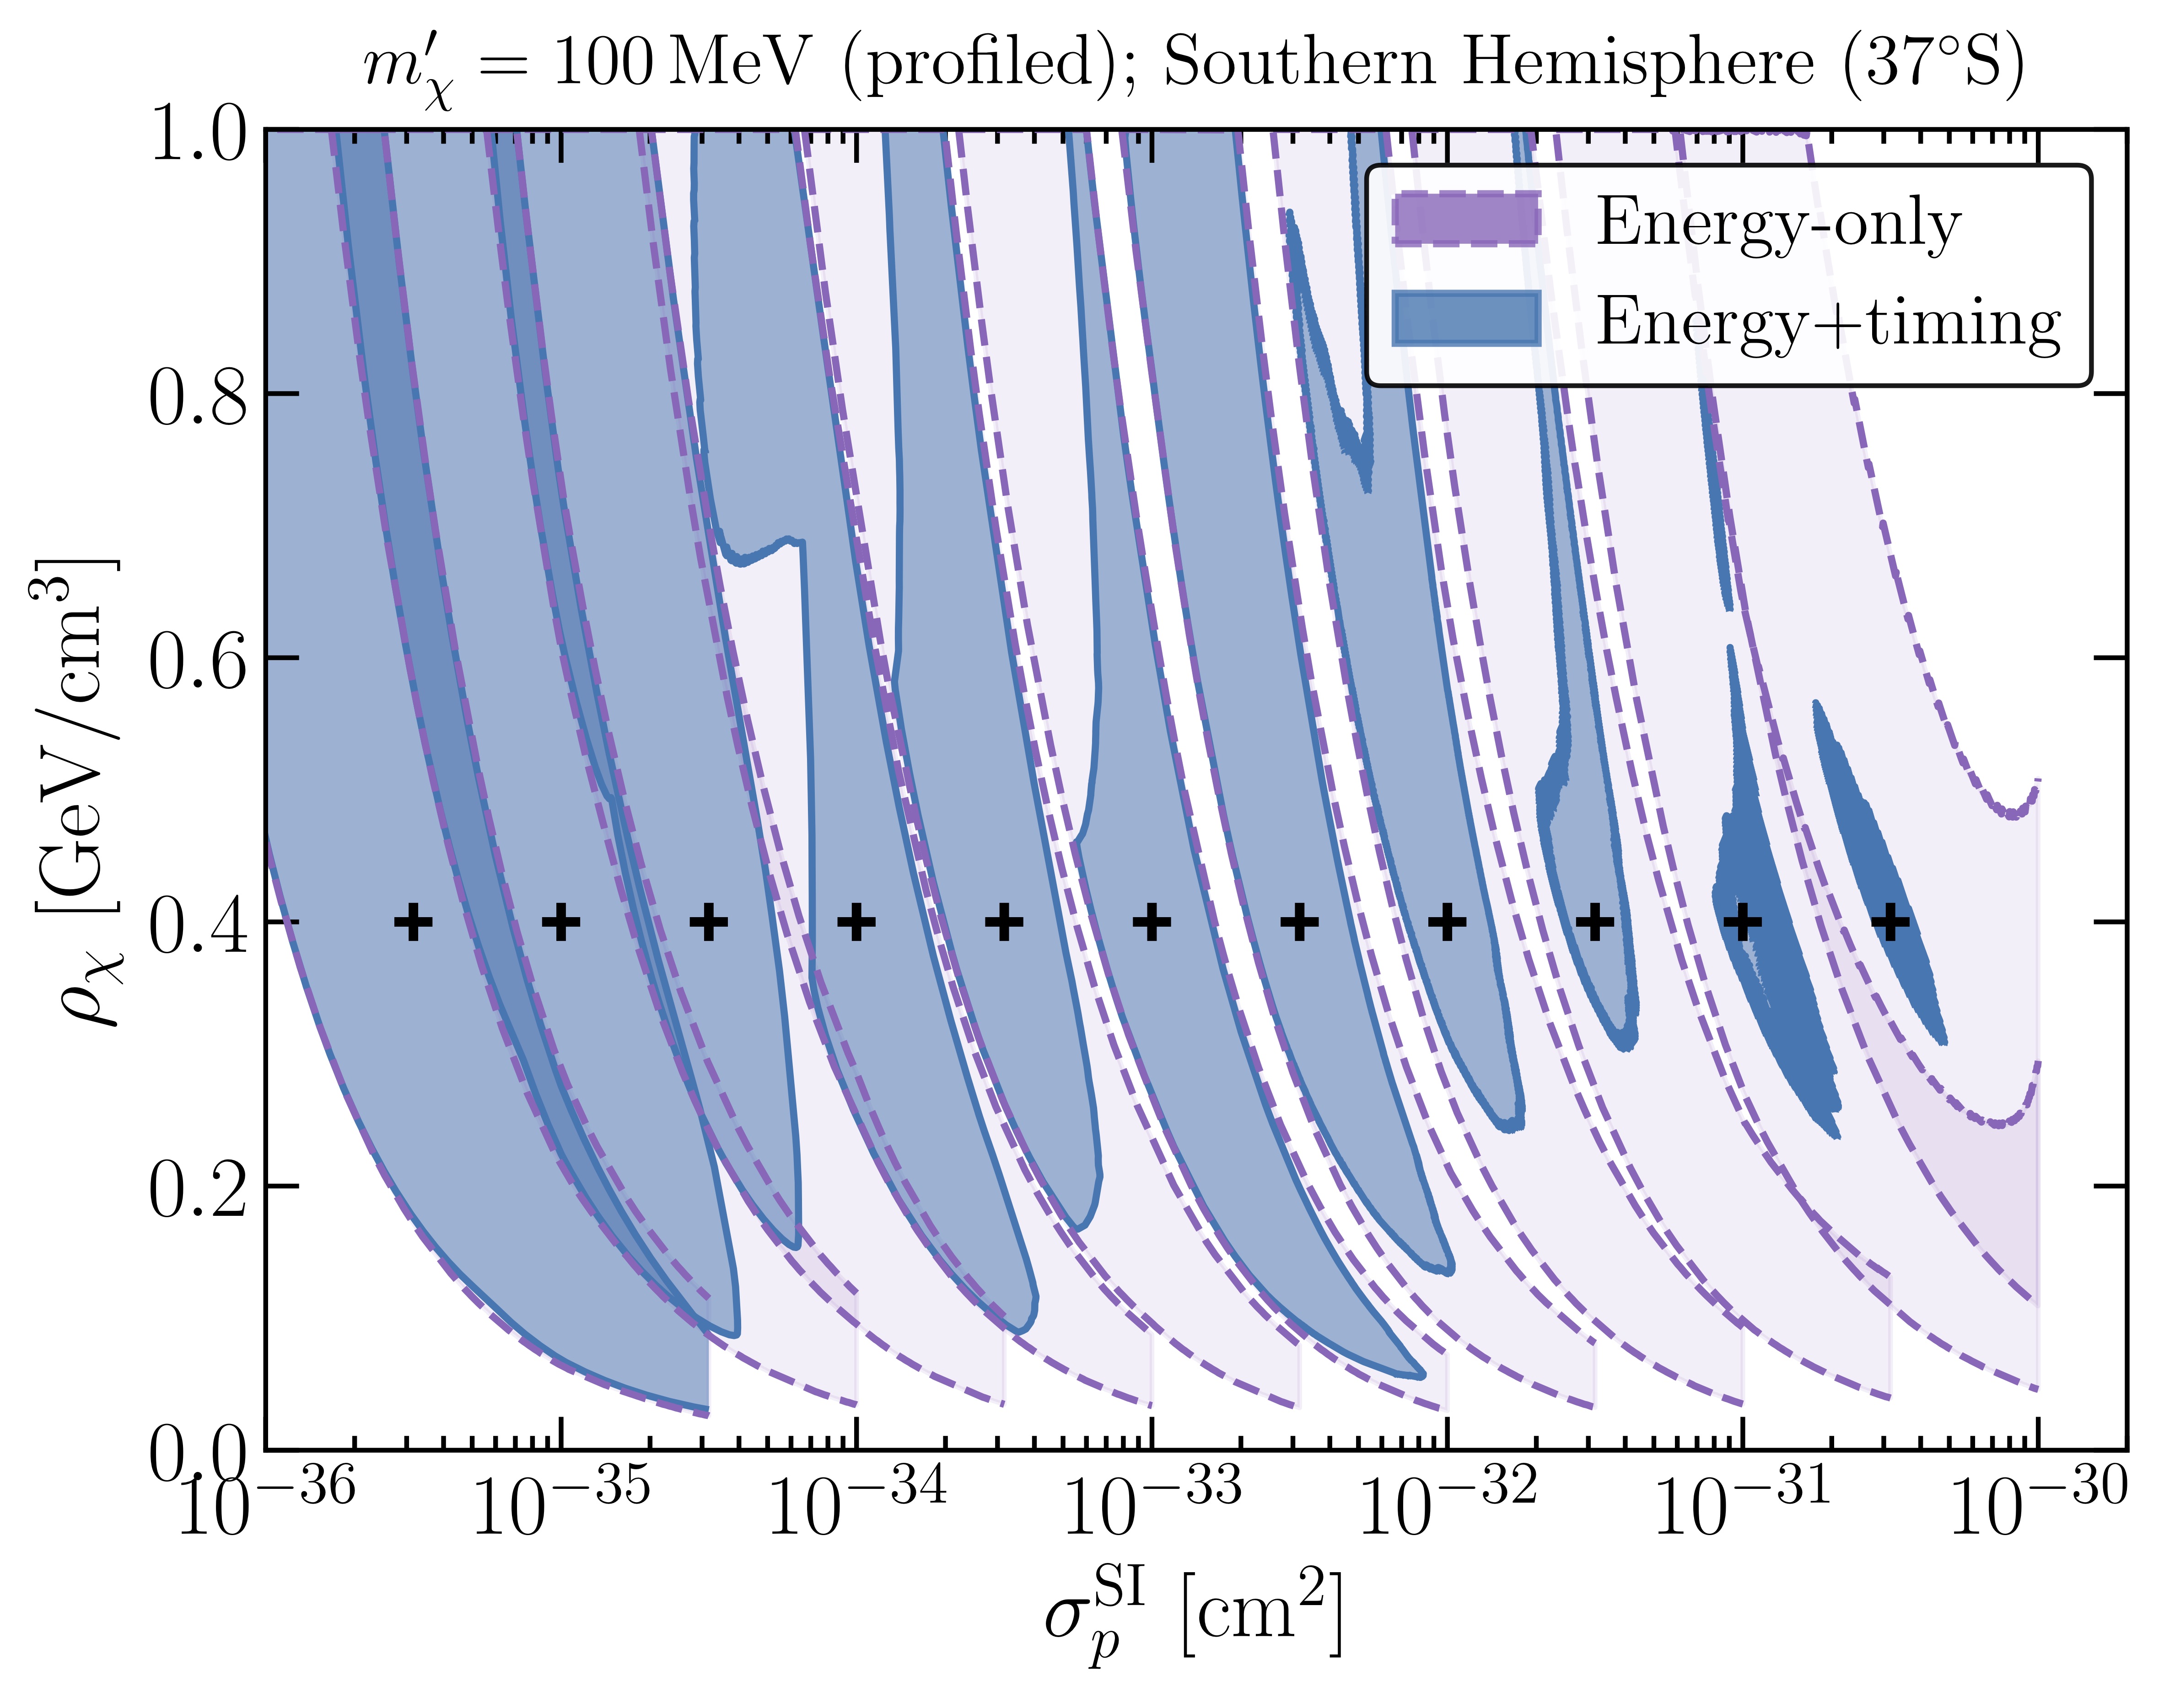 m′χ = 100 MeV (profiled); Southern Hemisphere (37°S)
Energy-only
Energy+timing
1.0
0.8
0.6
0.4
0.2
0.0
ρχ [GeV/cm³]
10⁻³⁶ 10⁻³⁵ 10⁻³⁴ 10⁻³³ 10⁻³² 10⁻³¹ 10⁻³⁰
σₚ^SI [cm²]